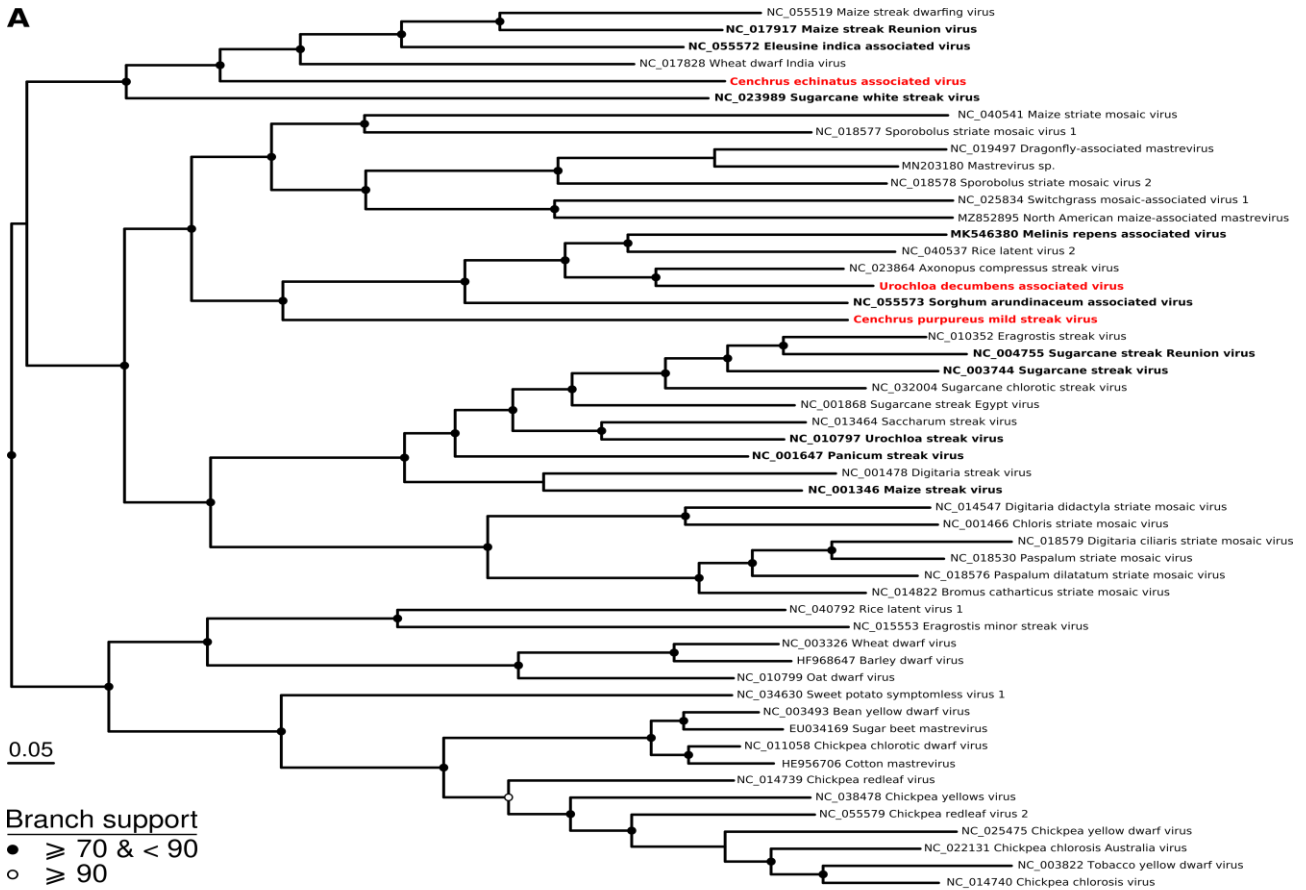 A
NC_055519 Maize streak dwarfing virus
NC_017917 Maize streak Reunion virus
NC_055572 Eleusine indica associated virus
NC_017828 Wheat dwarf India virus
Cenchrus echinatus associated virus
NC_023989 Sugarcane white streak virus
NC_040541 Maize striate mosaic virus
NC_018577 Sporobolus striate mosaic virus 1
NC_019497 Dragonfly-associated mastrevirus
MN203180 Mastrevirus sp.
NC_018578 Sporobolus striate mosaic virus 2
NC_025834 Switchgrass mosaic-associated virus 1
MZ852895 North American maize-associated mastrevirus
MK546380 Melinis repens associated virus
NC_040537 Rice latent virus 2
NC_023864 Axonopus compressus streak virus
Urochloa decumbens associated virus
NC_055573 Sorghum arundinaceum associated virus
Cenchrus purpureus mild streak virus
NC_010352 Eragrostis streak virus
NC_004755 Sugarcane streak Reunion virus
NC_003744 Sugarcane streak virus
NC_032004 Sugarcane chlorotic streak virus
NC_001868 Sugarcane streak Egypt virus
NC_013464 Saccharum streak virus
NC_010797 Urochloa streak virus
NC_001647 Panicum streak virus
NC_001478 Digitaria streak virus
NC_001346 Maize streak virus
NC_014547 Digitaria didactyla striate mosaic virus
NC_001466 Chloris striate mosaic virus
NC_018579 Digitaria ciliaris striate mosaic virus
NC_018530 Paspalum striate mosaic virus
NC_018576 Paspalum dilatatum striate mosaic virus
NC_014822 Bromus catharticus striate mosaic virus
NC_040792 Rice latent virus 1
NC_015553 Eragrostis minor streak virus
NC_003326 Wheat dwarf virus
HF968647 Barley dwarf virus
NC_010799 Oat dwarf virus
NC_034630 Sweet potato symptomless virus 1
NC_003493 Bean yellow dwarf virus
EU034169 Sugar beet mastrevirus
NC_011058 Chickpea chlorotic dwarf virus
HE956706 Cotton mastrevirus
NC_014739 Chickpea redleaf virus
NC_038478 Chickpea yellows virus
NC_055579 Chickpea redleaf virus 2
NC_025475 Chickpea yellow dwarf virus
NC_022131 Chickpea chlorosis Australia virus
NC_003822 Tobacco yellow dwarf virus
NC_014740 Chickpea chlorosis virus
0.05
Branch support
⩾ 70 & < 90
⩾ 90